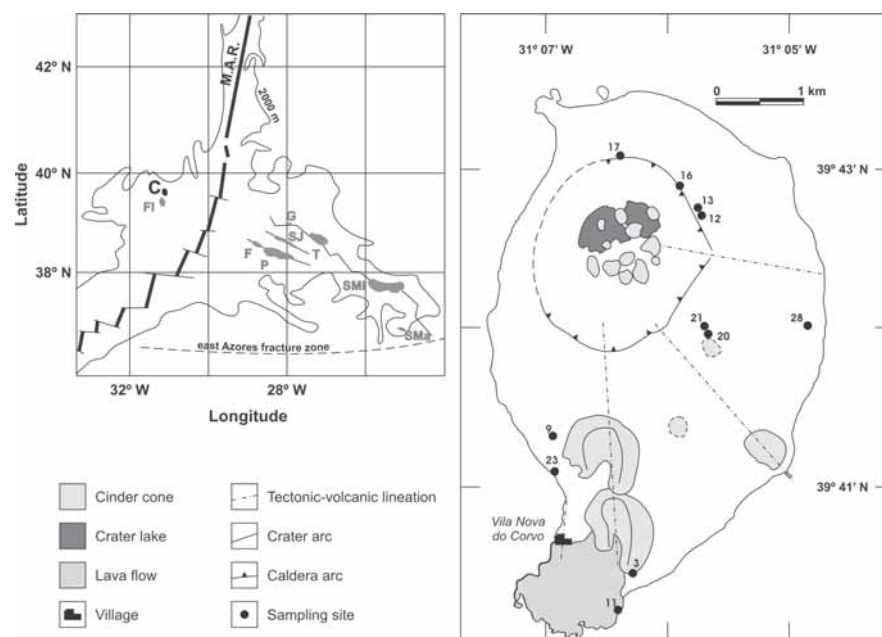 42° N
40° N
38° N
Latitude
M.A.R.
2000 m
C
Fl
G
SJ
F
P
T
SMi
SMa
east Azores fracture zone
32° W
28° W
Longitude
Cinder cone
Crater lake
Lava flow
Village
Tectonic-volcanic lineation
Crater arc
Caldera arc
Sampling site
31° 07' W
31° 05' W
0
1 km
39° 43' N
39° 41' N
17
16
13
12
21
20
28
9
23
Vila Nova
do Corvo
3
11